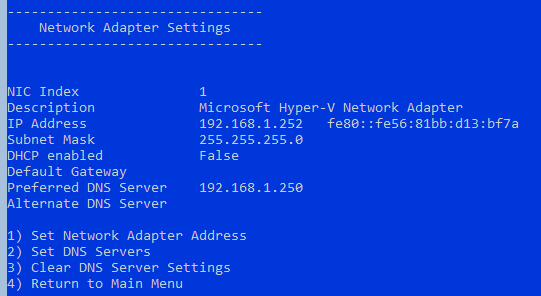 --------------------------------
Network Adapter Settings
--------------------------------
NIC Index 1
Description Microsoft Hyper-V Network Adapter
IP Address 192.168.1.252 fe80::fe56:81bb:d13:bf7a
Subnet Mask 255.255.255.0
DHCP enabled False
Default Gateway
Preferred DNS Server 192.168.1.250
Alternate DNS Server
1) Set Network Adapter Address
2) Set DNS Servers
3) Clear DNS Server Settings
4) Return to Main Menu